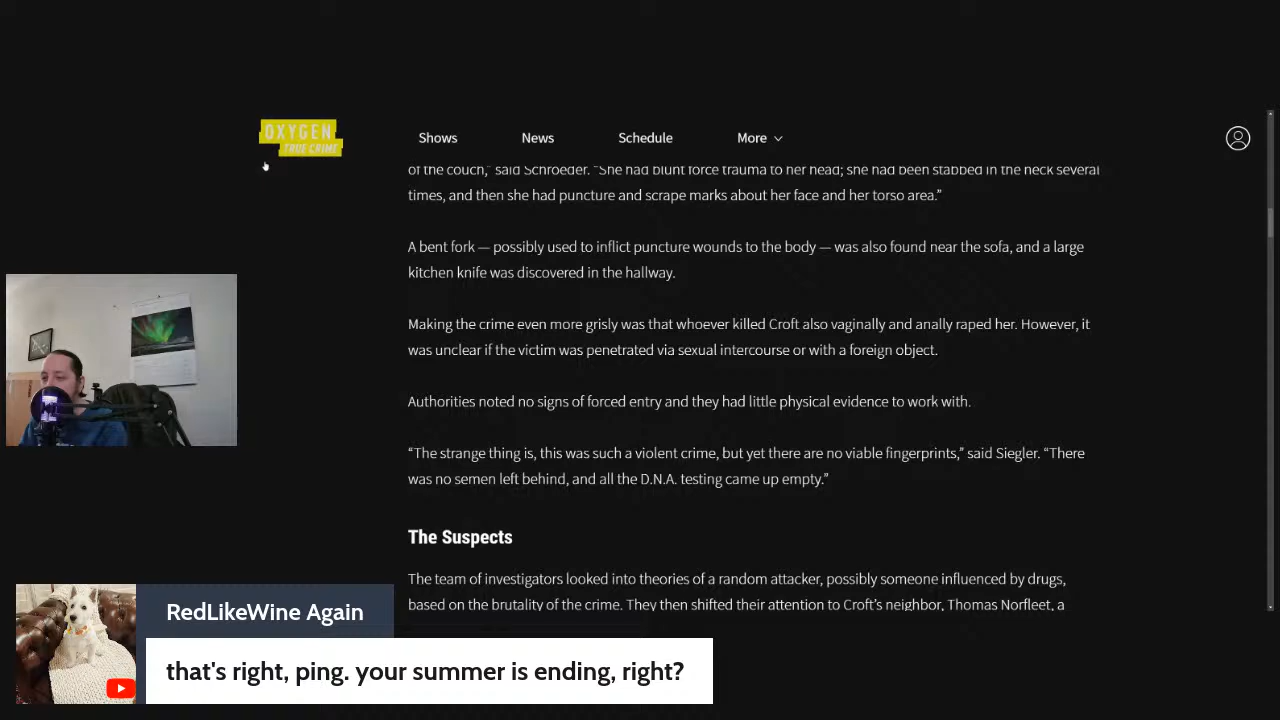 OXYGEN
TRUE CRIME
Shows
News
Schedule
More
of the couch,” said Schroeder. “She had blunt force trauma to her head; she had been stabbed in the neck several
times, and then she had puncture and scrape marks about her face and her torso area.”
A bent fork — possibly used to inflict puncture wounds to the body — was also found near the sofa, and a large
kitchen knife was discovered in the hallway.
Making the crime even more grisly was that whoever killed Croft also vaginally and anally raped her. However, it
was unclear if the victim was penetrated via sexual intercourse or with a foreign object.
Authorities noted no signs of forced entry and they had little physical evidence to work with.
“The strange thing is, this was such a violent crime, but yet there are no viable fingerprints,” said Siegler. “There
was no semen left behind, and all the D.N.A. testing came up empty.”
The Suspects
The team of investigators looked into theories of a random attacker, possibly someone influenced by drugs,
based on the brutality of the crime. They then shifted their attention to Croft’s neighbor, Thomas Norfleet, a
RedLikeWine Again
that's right, ping. your summer is ending, right?